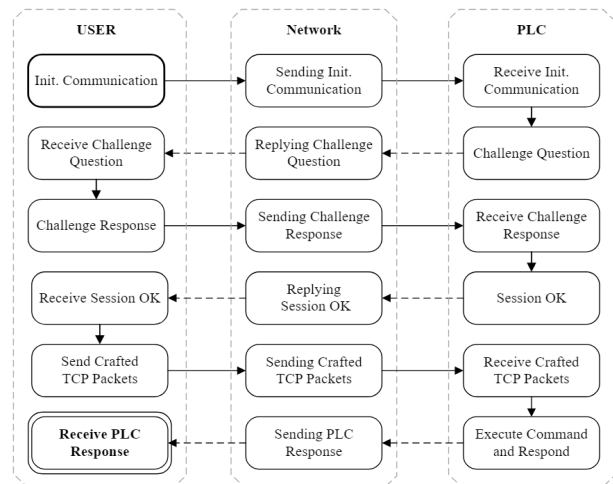 USER
Network
PLC
Init. Communication
Sending Init.
Communication
Receive Init.
Communication
Receive Challenge
Question
Replying Challenge
Question
Challenge Question
Challenge Response
Sending Challenge
Response
Receive Challenge
Response
Receive Session OK
Replying
Session OK
Session OK
Send Crafted
TCP Packets
Sending Crafted
TCP Packets
Receive Crafted
TCP Packets
Receive PLC
Response
Sending PLC
Response
Execute Command
and Respond